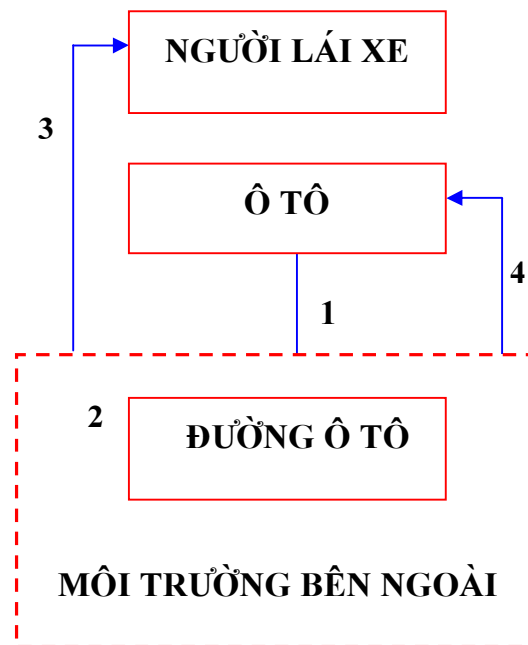 NGƯỜI LÁI XE
3
Ô TÔ
4
1
2
ĐƯỜNG Ô TÔ
MÔI TRƯỜNG BÊN NGOÀI